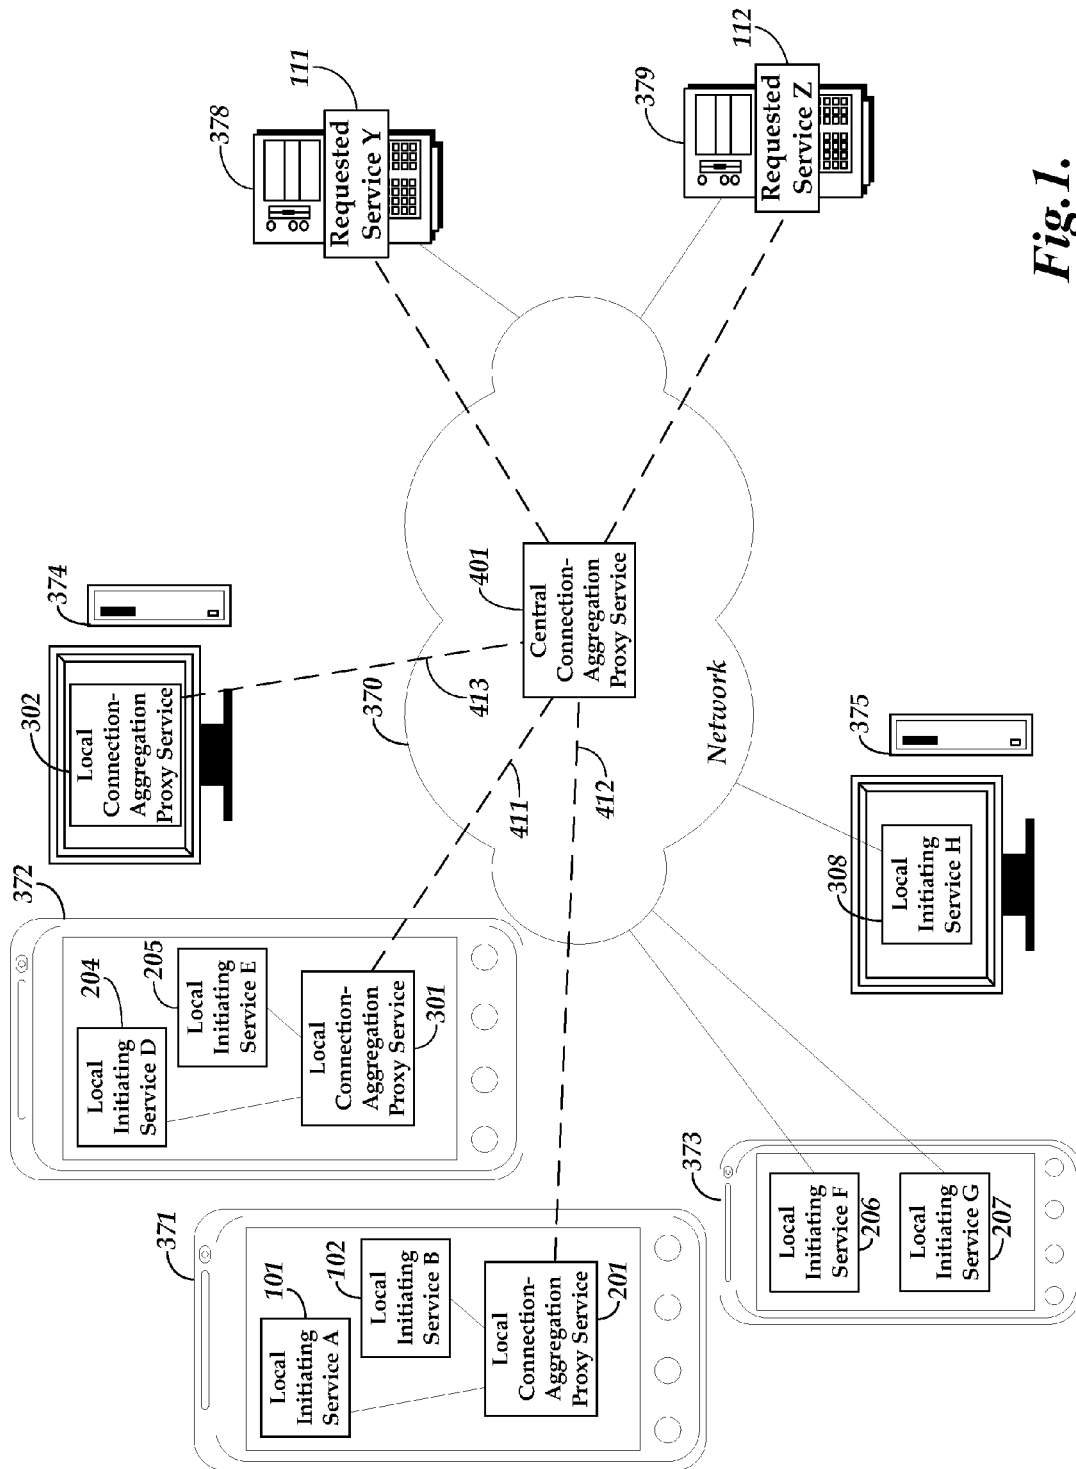 371
101
Local
Initiating
Service A
102
Local
Initiating
Service B
Local
Connection-
Aggregation
Proxy Service
201
372
204
Local
Initiating
Service D
205
Local
Initiating
Service E
Local
Connection-
Aggregation
Proxy Service
301
302
Local
Connection-
Aggregation
Proxy Service
374
373
Local
Initiating
Service F
206
Local
Initiating
Service G
207
308
Local
Initiating
Service H
375
370
411
412
413
Network
401
Central
Connection-
Aggregation
Proxy Service
378
111
Requested
Service Y
379
112
Requested
Service Z
Fig.1.